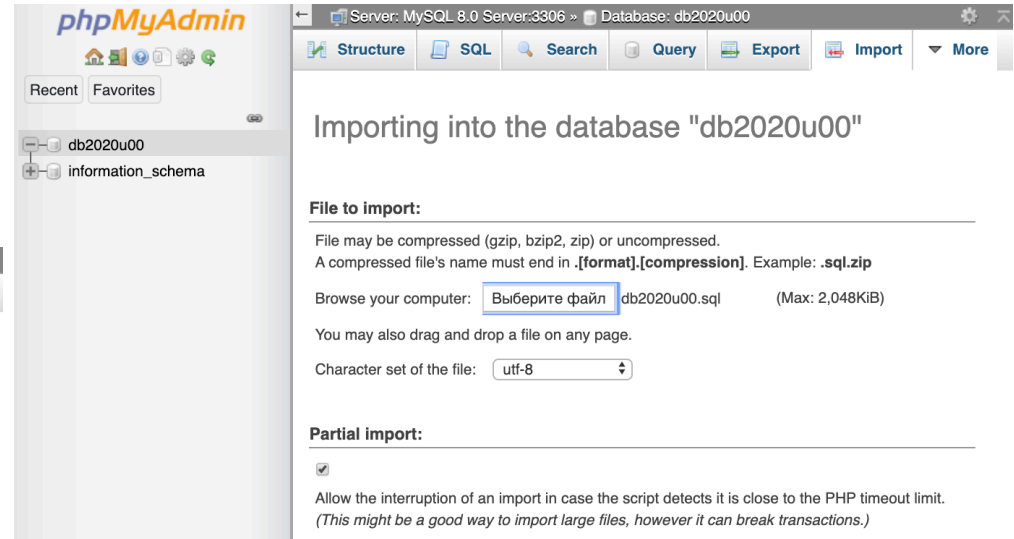 phpMyAdmin
Recent Favorites
db2020u00
information_schema
Server: MySQL 8.0 Server:3306 » Database: db2020u00
Structure SQL Search Query Export Import More
Importing into the database "db2020u00"
File to import:
File may be compressed (gzip, bzip2, zip) or uncompressed.
A compressed file's name must end in .[format].[compression]. Example: .sql.zip
Browse your computer: Выберите файл db2020u00.sql (Max: 2,048KiB)
You may also drag and drop a file on any page.
Character set of the file: utf-8
Partial import:
Allow the interruption of an import in case the script detects it is close to the PHP timeout limit.
(This might be a good way to import large files, however it can break transactions.)